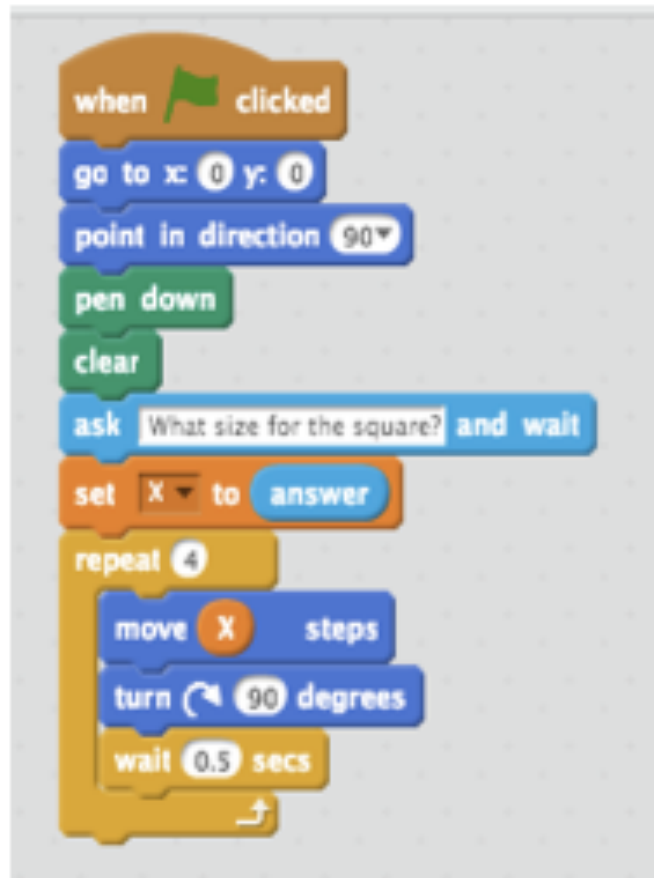 when clicked
go to x: 0 y: 0
point in direction 90
pen down
clear
ask What size for the square? and wait
set X to answer
repeat 4
move X steps
turn 90 degrees
wait 0.5 secs